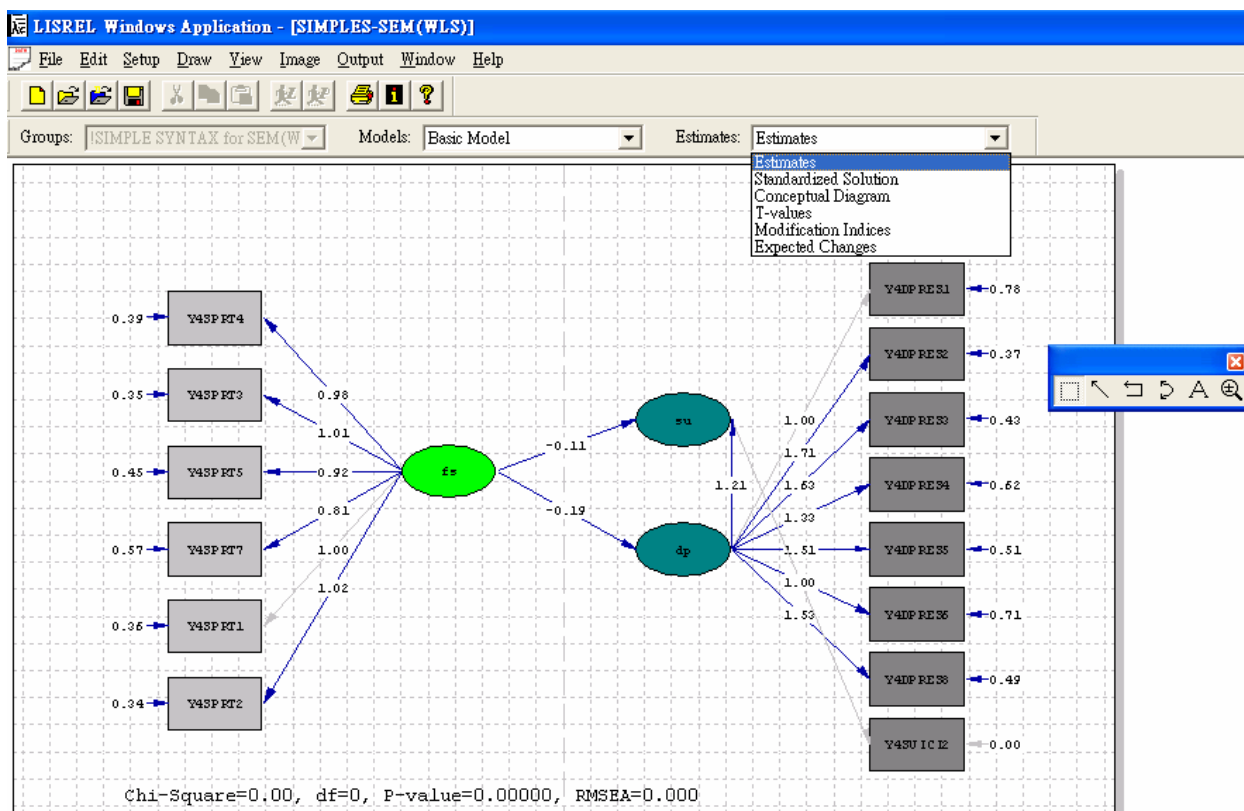 LISREL Windows Application - [SIMPLES-SEM(WLS)]
File Edit Setup Draw View Image Output Window Help
Groups: !SIMPLE SYNTAX for SEM(W Models: Basic Model Estimates: Estimates
Estimates
Standardized Solution
Conceptual Diagram
T-values
Modification Indices
Expected Changes
Y4DPRES1 0.78
0.39 Y4SPRT4
Y4DPRES2 0.37
0.35 Y4SPRT3 0.98
su 1.00 Y4DPRES3 0.43
1.01 -0.11 1.71
0.45 Y4SPRT5 0.92 fs
1.21 1.63 Y4DPRES4 0.62
0.81 -0.19 1.33
0.57 Y4SPRT7 1.00 dp 1.51 Y4DPRES5 0.51
1.02 1.00
0.36 Y4SPRT1 1.53 Y4DPRES6 0.71
Y4DPRES8 0.49
0.34 Y4SPRT2
Y4SUICI2 0.00
Chi-Square=0.00, df=0, P-value=0.00000, RMSEA=0.000